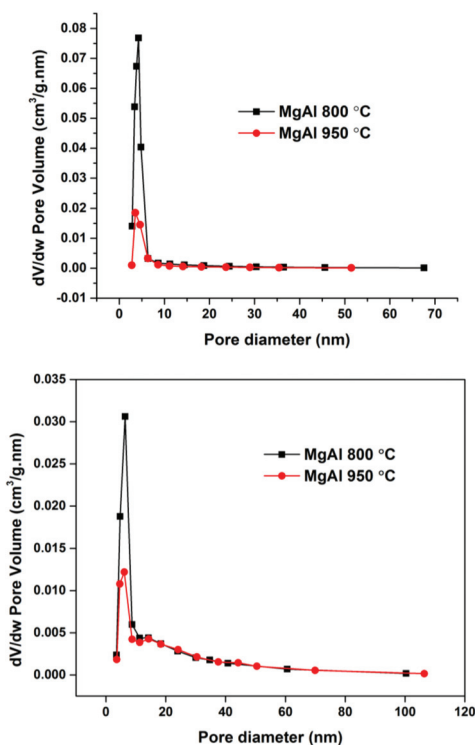 0.08
0.07
0.06
0.05
0.04
0.03
0.02
0.01
0.00
-0.01
dV/dw Pore Volume (cm³/g.nm)
MgAl 800 °C
MgAl 950 °C
0 10 20 30 40 50 60 70
Pore diameter (nm)
0.035
0.030
0.025
0.020
0.015
0.010
0.005
0.000
dV/dw Pore Volume (cm³/g.nm)
MgAl 800 °C
MgAl 950 °C
0 20 40 60 80 100 120
Pore diameter (nm)